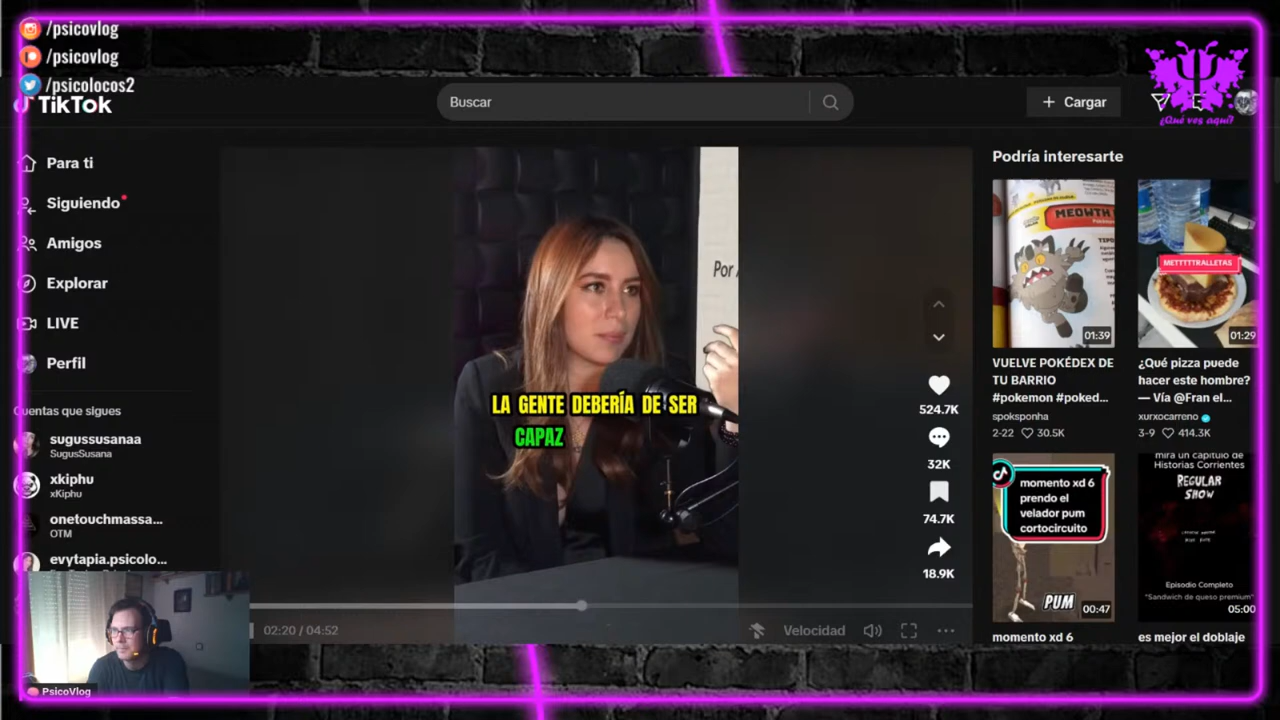 /psicovlog
/psicovlog
/psicolocos2
TikTok
Buscar
Cargar
¿Qué ves aquí?
Para ti
Siguiendo
Amigos
Explorar
LIVE
Perfil
Cuentas que sigues
sugussusanaa
SugusSusana
xkiphu
xKiphu
onetouchmassa...
OTM
evytapia.psicolo...
PsicoVlog
Por
LA GENTE DEBERÍA DE SER
CAPAZ
02:20 / 04:52
Velocidad
524.7K
32K
74.7K
18.9K
Podría interesarte
MEOWTH
01:39
VUELVE POKÉDEX DE
TU BARRIO
#pokemon #poked...
spoksponha
2-22 30.5K
METTTTTRALLETAS
01:29
¿Qué pizza puede
hacer este hombre?
— Vía @Fran el...
xurxocarreno
3-9 414.3K
momento xd 6
prendo el
velador pum
cortocircuito
PUM
00:47
momento xd 6
mira un capitulo de
Historias Corrientes
REGULAR
SHOW
Episodio Completo
"Sandwich de queso premium"
05:00
es mejor el doblaje